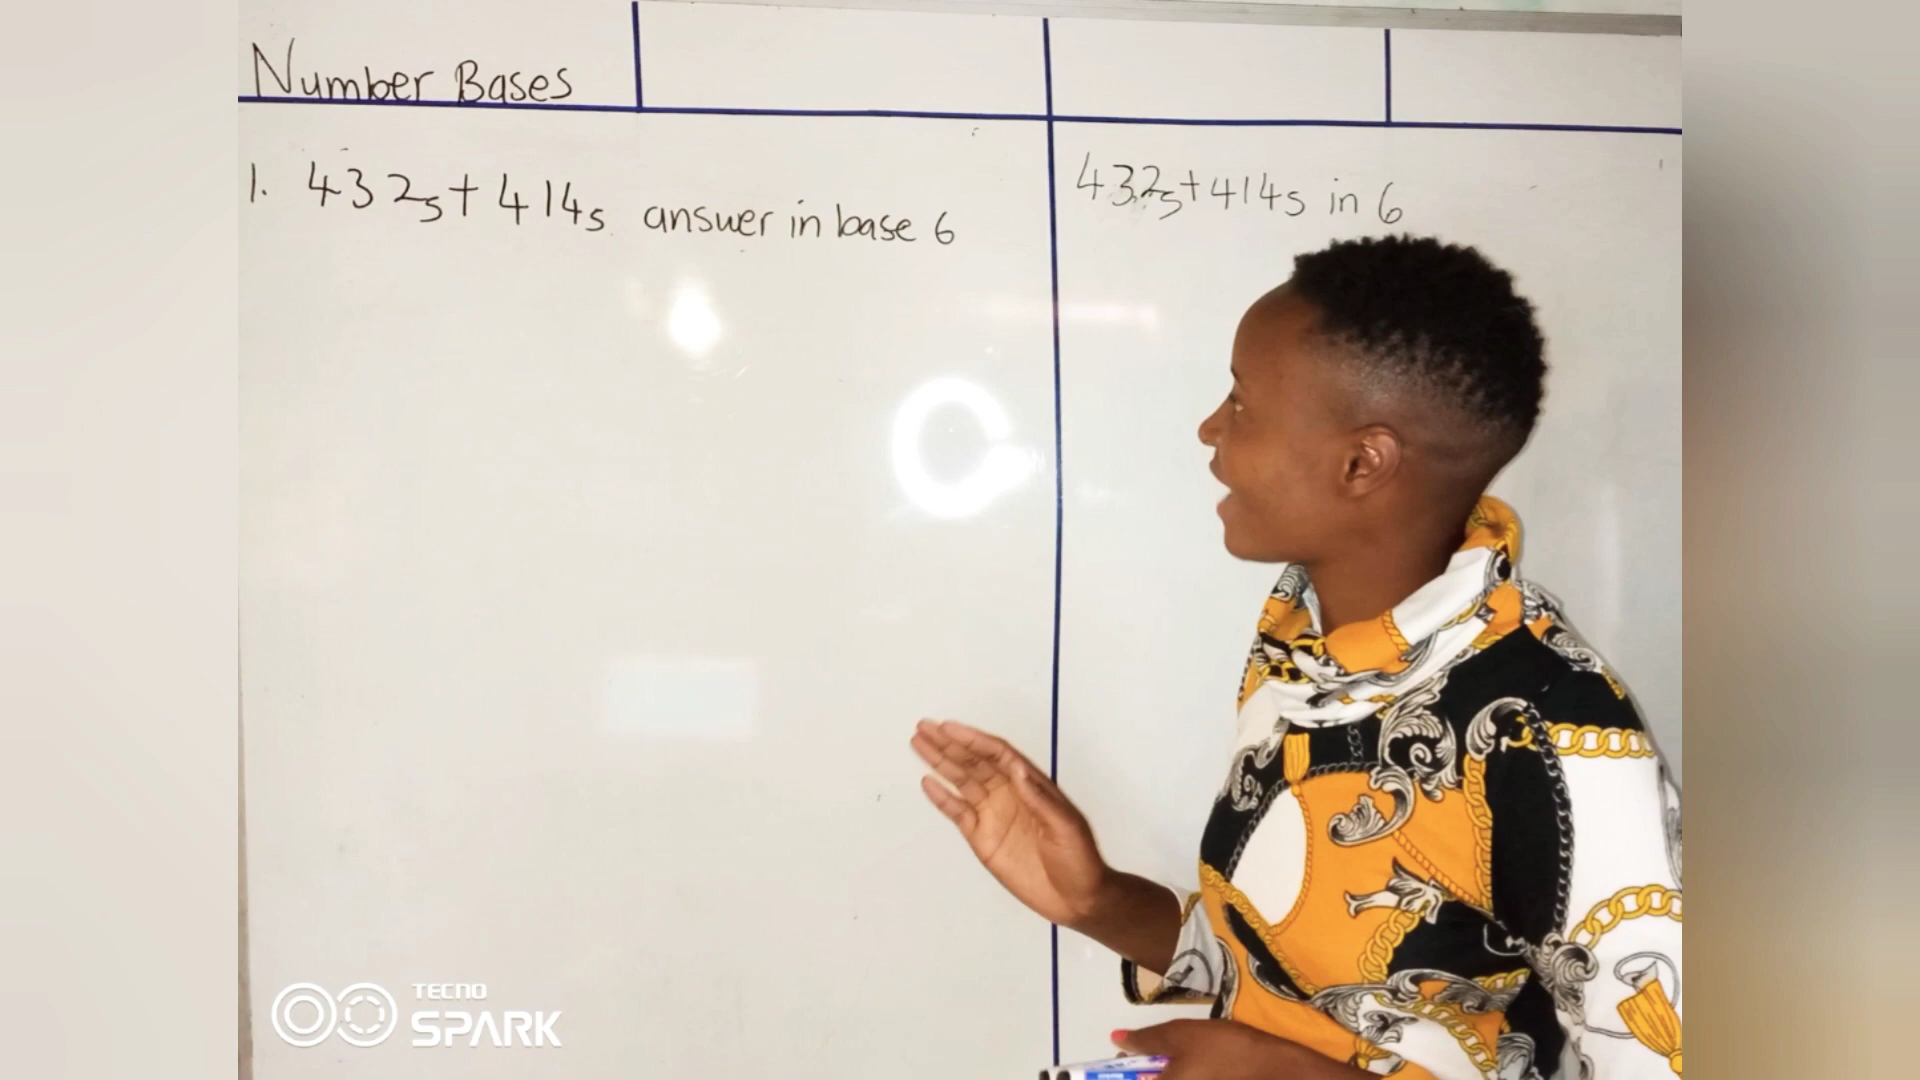 Number Bases
1. 432₅+414₅ answer in base 6
432₅+414₅ in 6
TECNO
SPARK